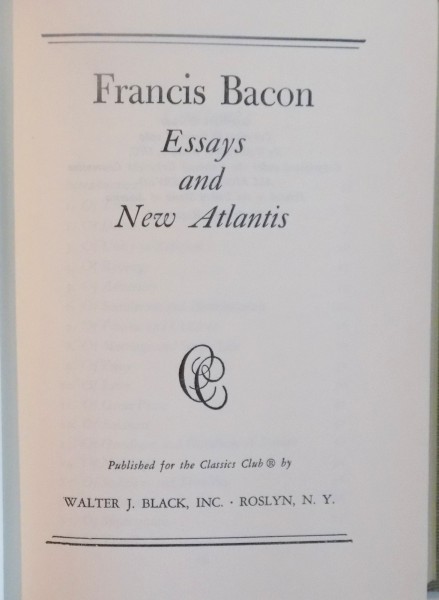 Francis Bacon
Essays
and
New Atlantis
CC
Published for the Classics Club ® by
WALTER J. BLACK, INC. · ROSLYN, N. Y.